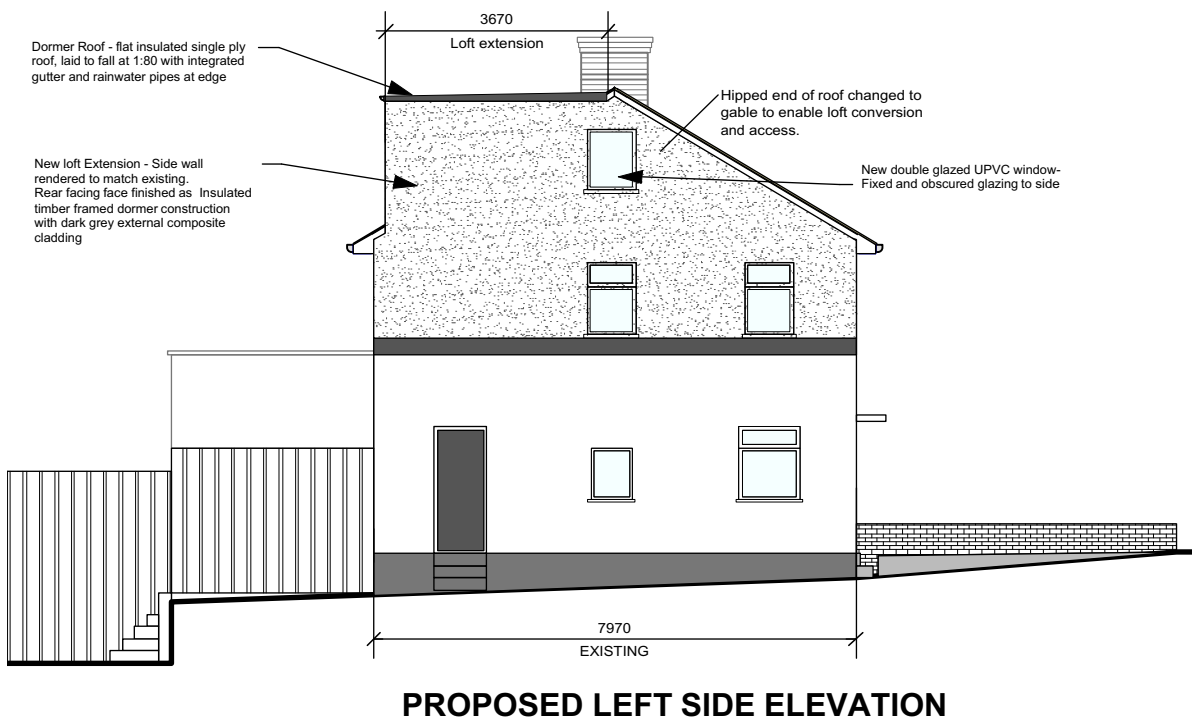 3670
Loft extension
Dormer Roof - flat insulated single ply
roof, laid to fall at 1:80 with integrated
gutter and rainwater pipes at edge
Hipped end of roof changed to
gable to enable loft conversion
and access.
New loft Extension - Side wall
rendered to match existing.
Rear facing face finished as Insulated
timber framed dormer construction
with dark grey external composite
cladding
New double glazed UPVC window-
Fixed and obscured glazing to side
7970
EXISTING
PROPOSED LEFT SIDE ELEVATION